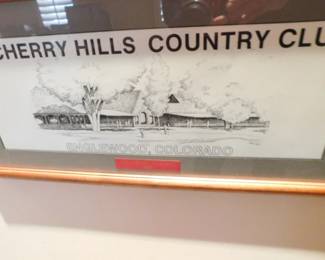 CHERRY HILLS COUNTRY CLU
ENGLEWOOD, COLORADO